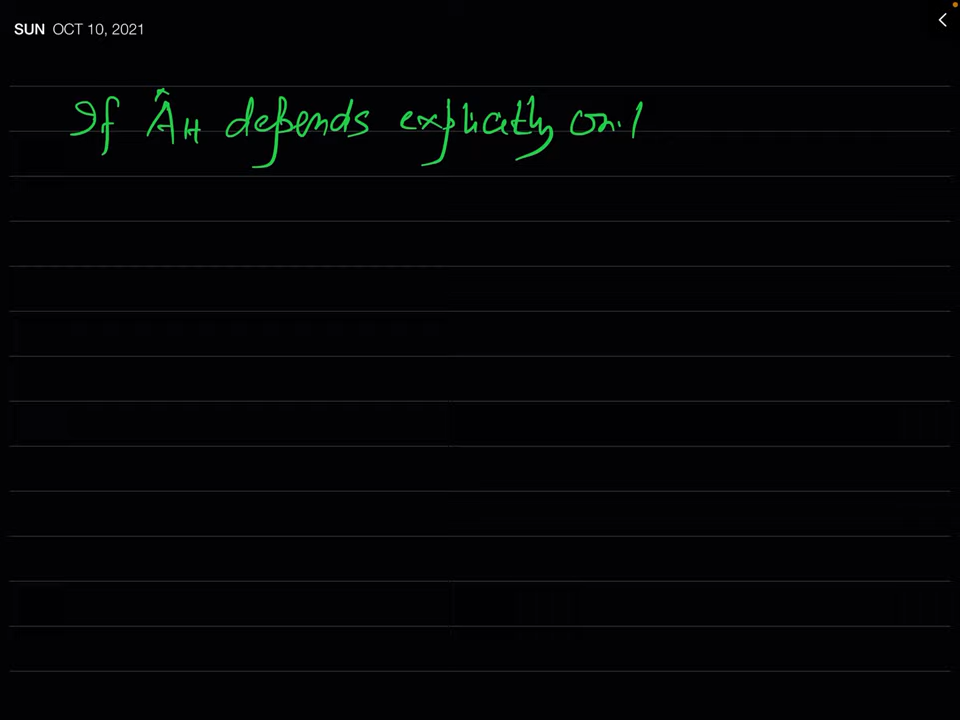 SUN OCT 10, 2021
If Â_H depends explicitly on